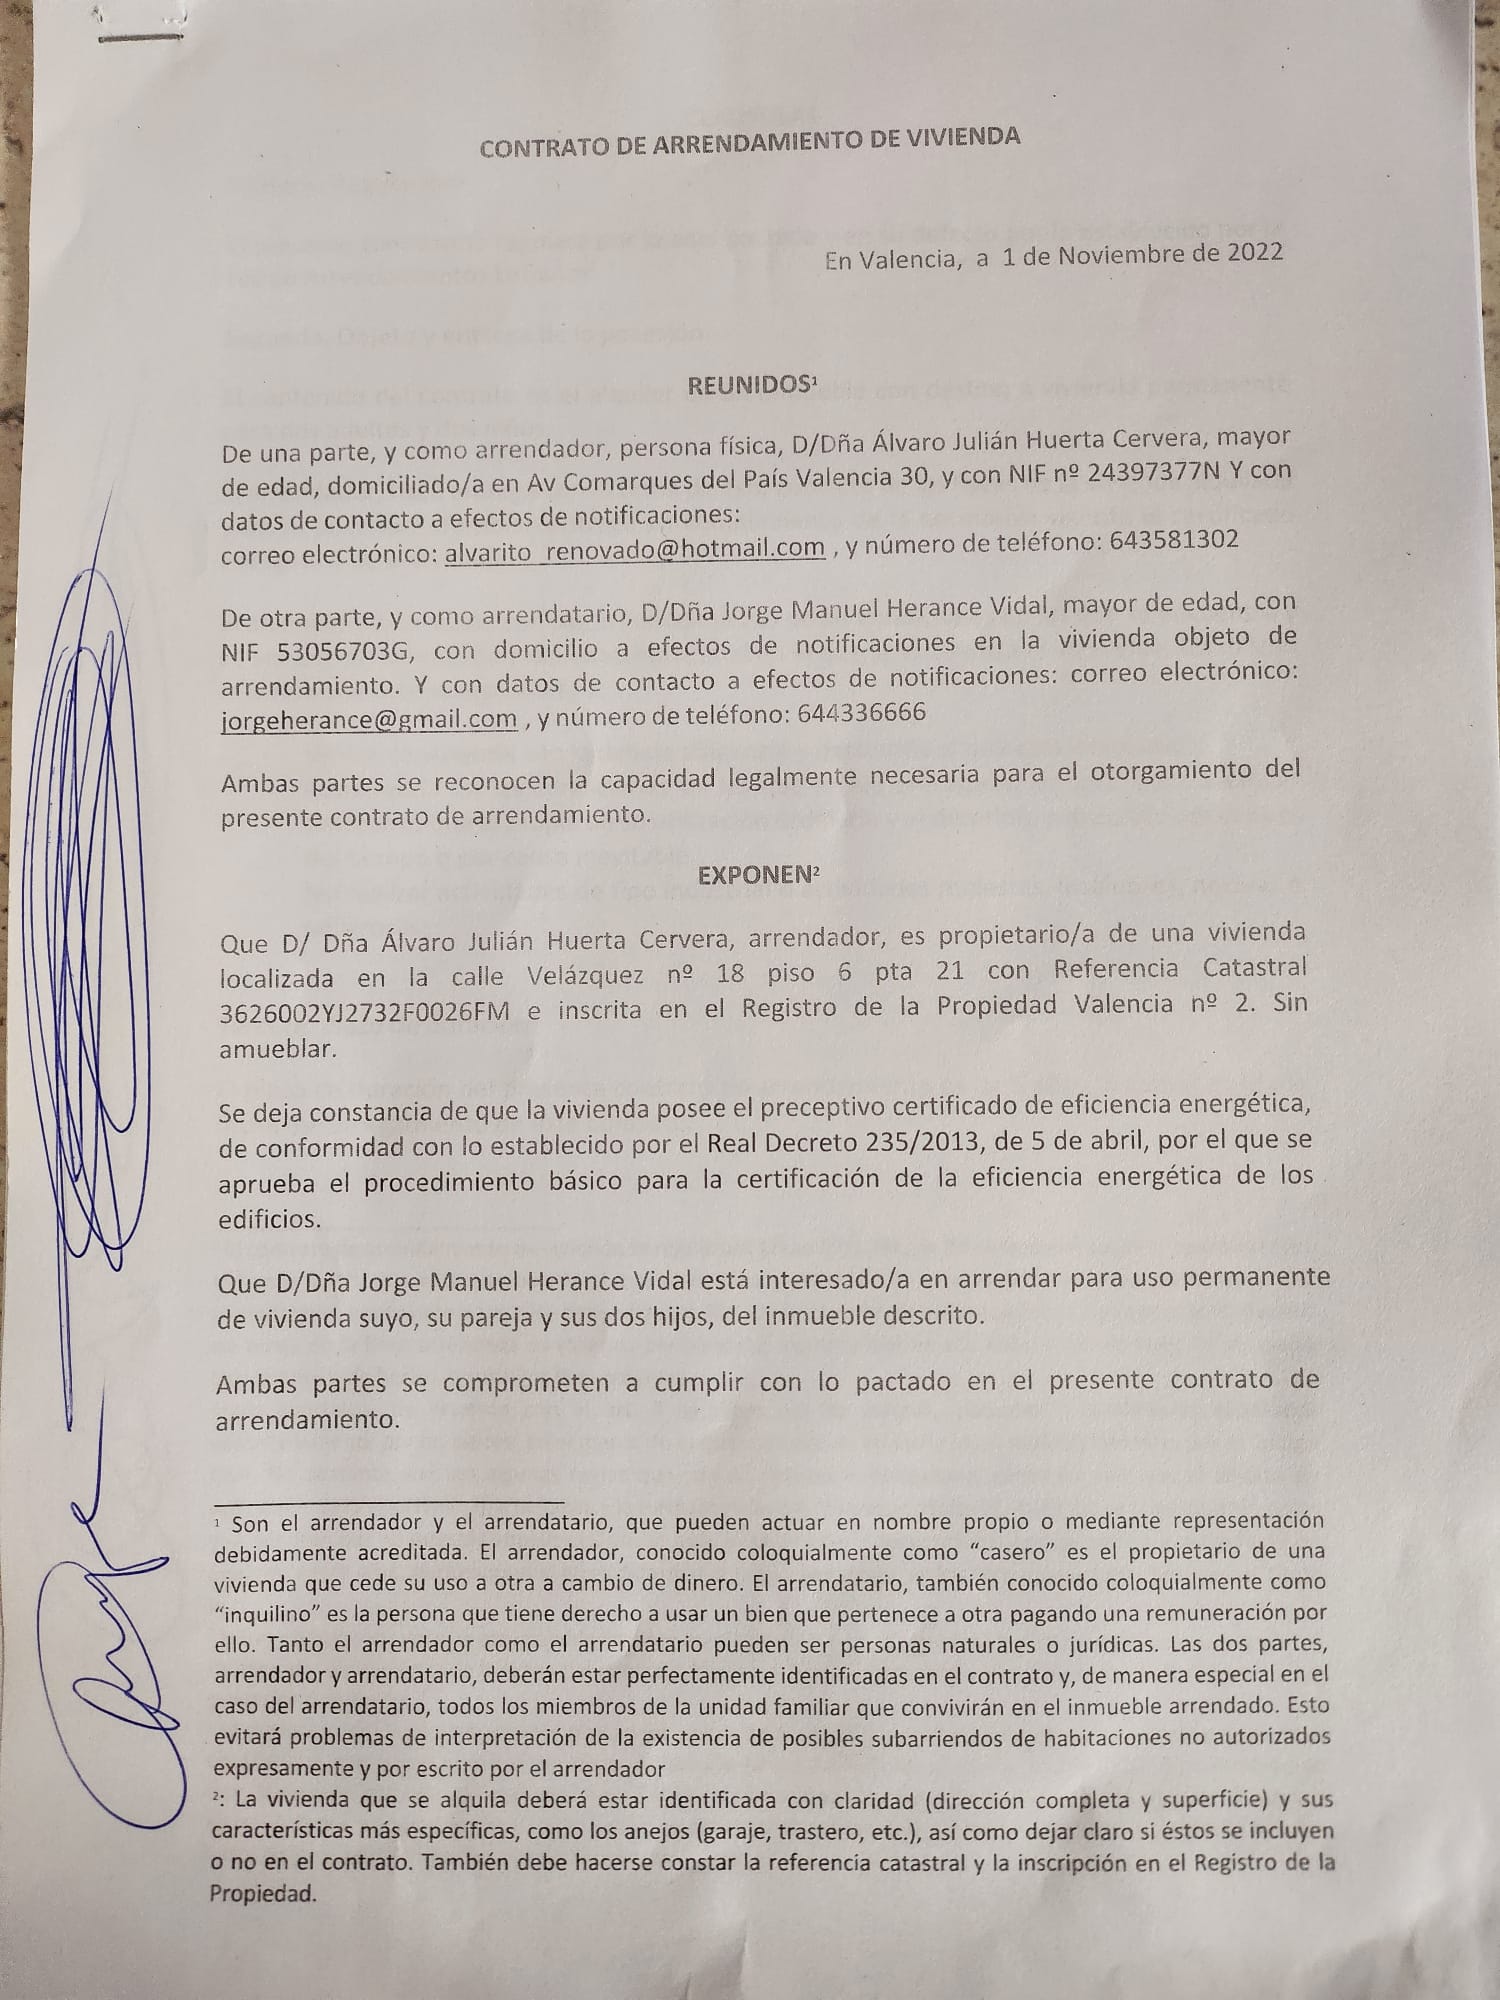 CONTRATO DE ARRENDAMIENTO DE VIVIENDA
En Valencia, a 1 de Noviembre de 2022
REUNIDOS¹
De una parte, y como arrendador, persona física, D/Dña Álvaro Julián Huerta Cervera, mayor
de edad, domiciliado/a en Av Comarques del País Valencia 30, y con NIF nº 24397377N Y con
datos de contacto a efectos de notificaciones:
correo electrónico: alvarito_renovado@hotmail.com , y número de teléfono: 643581302
De otra parte, y como arrendatario, D/Dña Jorge Manuel Herance Vidal, mayor de edad, con
NIF 53056703G, con domicilio a efectos de notificaciones en la vivienda objeto de
arrendamiento. Y con datos de contacto a efectos de notificaciones: correo electrónico:
jorgeherance@gmail.com , y número de teléfono: 644336666
Ambas partes se reconocen la capacidad legalmente necesaria para el otorgamiento del
presente contrato de arrendamiento.
EXPONEN²
Que D/ Dña Álvaro Julián Huerta Cervera, arrendador, es propietario/a de una vivienda
localizada en la calle Velázquez nº 18 piso 6 pta 21 con Referencia Catastral
3626002YJ2732F0026FM e inscrita en el Registro de la Propiedad Valencia nº 2. Sin
amueblar.
Se deja constancia de que la vivienda posee el preceptivo certificado de eficiencia energética,
de conformidad con lo establecido por el Real Decreto 235/2013, de 5 de abril, por el que se
aprueba el procedimiento básico para la certificación de la eficiencia energética de los
edificios.
Que D/Dña Jorge Manuel Herance Vidal está interesado/a en arrendar para uso permanente
de vivienda suyo, su pareja y sus dos hijos, del inmueble descrito.
Ambas partes se comprometen a cumplir con lo pactado en el presente contrato de
arrendamiento.
¹ Son el arrendador y el arrendatario, que pueden actuar en nombre propio o mediante representación
debidamente acreditada. El arrendador, conocido coloquialmente como “casero” es el propietario de una
vivienda que cede su uso a otra a cambio de dinero. El arrendatario, también conocido coloquialmente como
“inquilino” es la persona que tiene derecho a usar un bien que pertenece a otra pagando una remuneración por
ello. Tanto el arrendador como el arrendatario pueden ser personas naturales o jurídicas. Las dos partes,
arrendador y arrendatario, deberán estar perfectamente identificadas en el contrato y, de manera especial en el
caso del arrendatario, todos los miembros de la unidad familiar que convivirán en el inmueble arrendado. Esto
evitará problemas de interpretación de la existencia de posibles subarriendos de habitaciones no autorizados
expresamente y por escrito por el arrendador
²: La vivienda que se alquila deberá estar identificada con claridad (dirección completa y superficie) y sus
características más específicas, como los anejos (garaje, trastero, etc.), así como dejar claro si éstos se incluyen
o no en el contrato. También debe hacerse constar la referencia catastral y la inscripción en el Registro de la
Propiedad.